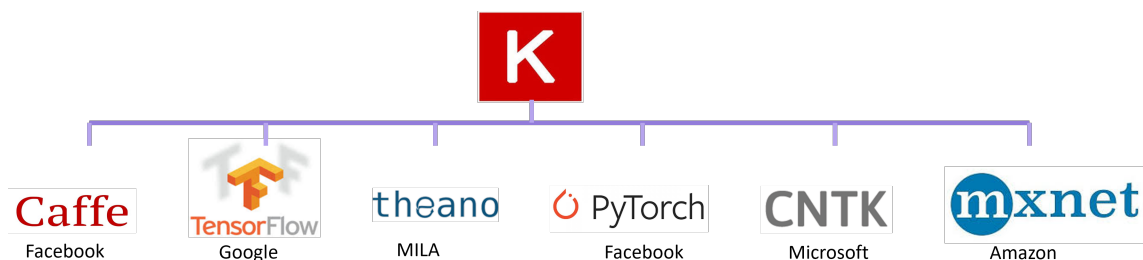 K
Caffe
Facebook
TensorFlow
Google
theano
MILA
PyTorch
Facebook
CNTK
Microsoft
mxnet
Amazon